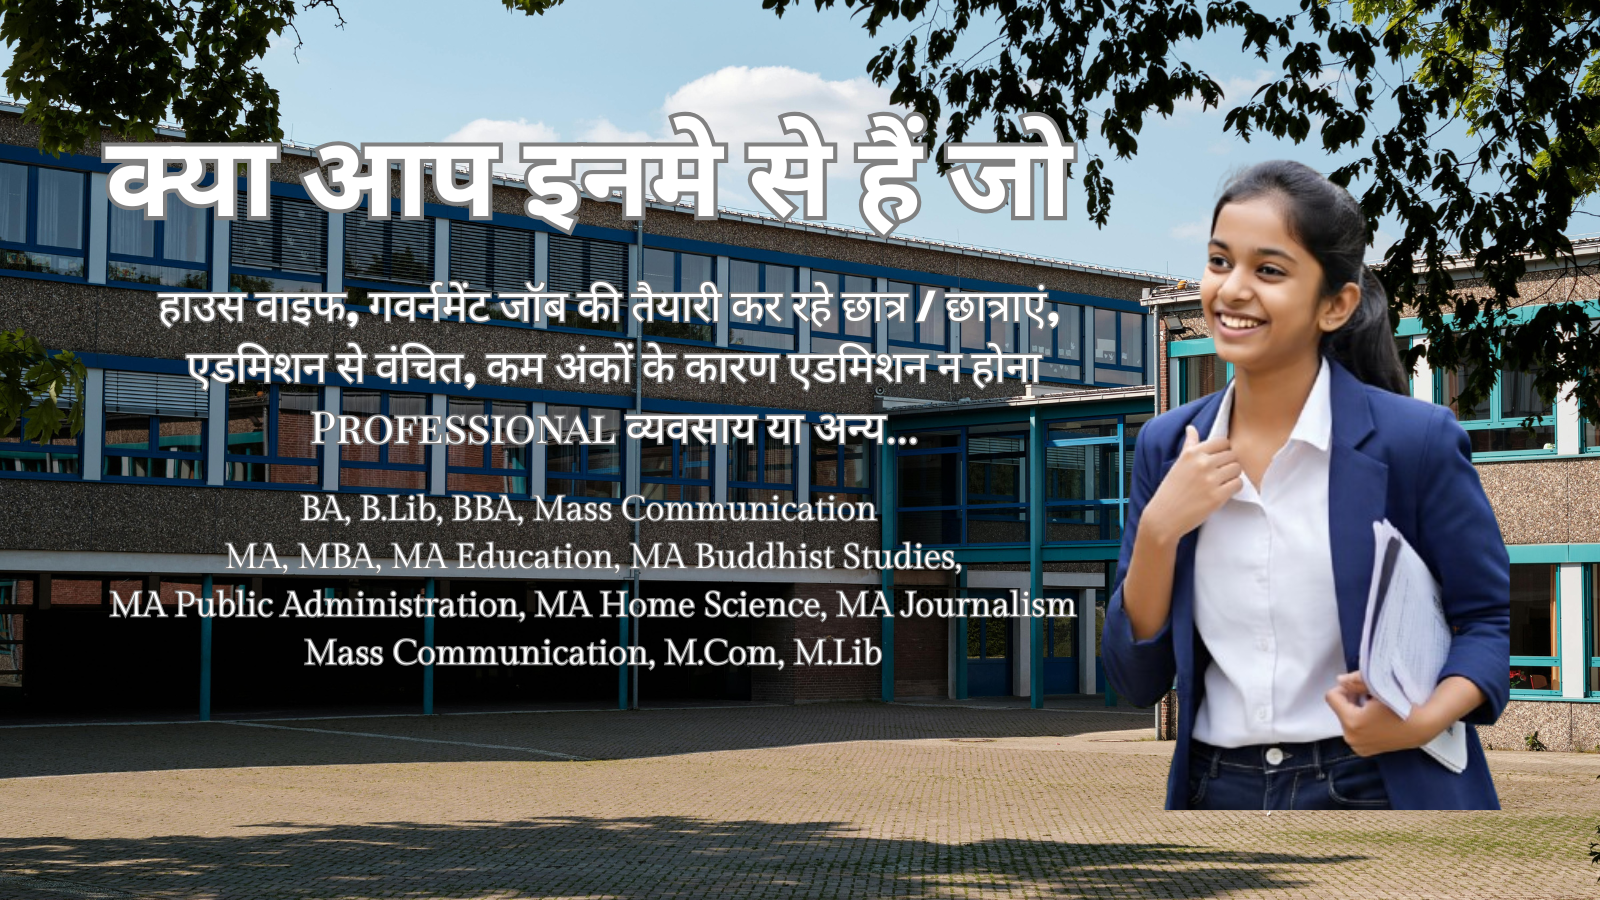 क्या आप इनमे से हैं जो
हाउस वाइफ, गवर्नमेंट जॉब की तैयारी कर रहे छात्र / छात्राएं,
एडमिशन से वंचित, कम अंकों के कारण एडमिशन न होना
PROFESSIONAL व्यवसाय या अन्य...
BA, B.Lib, BBA, Mass Communication
MA, MBA, MA Education, MA Buddhist Studies,
MA Public Administration, MA Home Science, MA Journalism
Mass Communication, M.Com, M.Lib